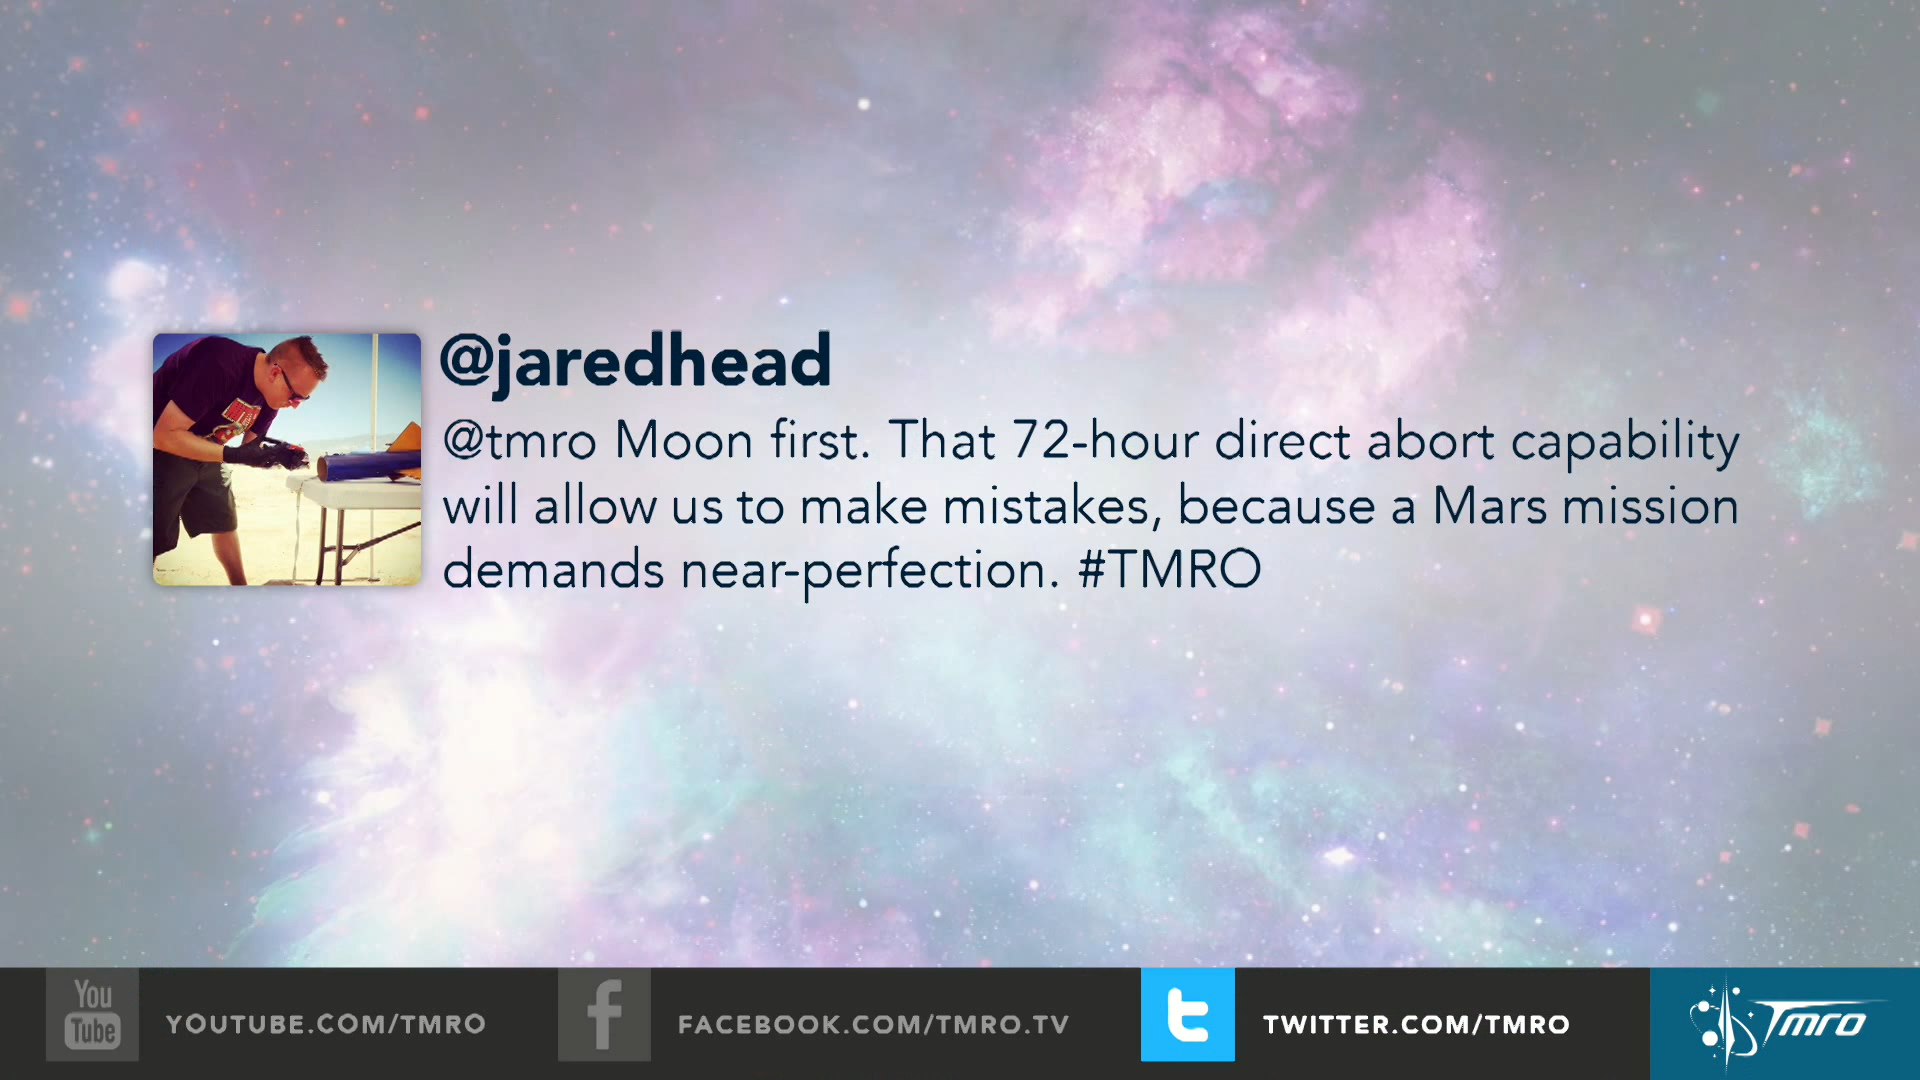 @jaredhead
@tmro Moon first. That 72-hour direct abort capability
will allow us to make mistakes, because a Mars mission
demands near-perfection. #TMRO
You
Tube
YOUTUBE.COM/TMRO
f
FACEBOOK.COM/TMRO.TV
t
TWITTER.COM/TMRO
Tmro